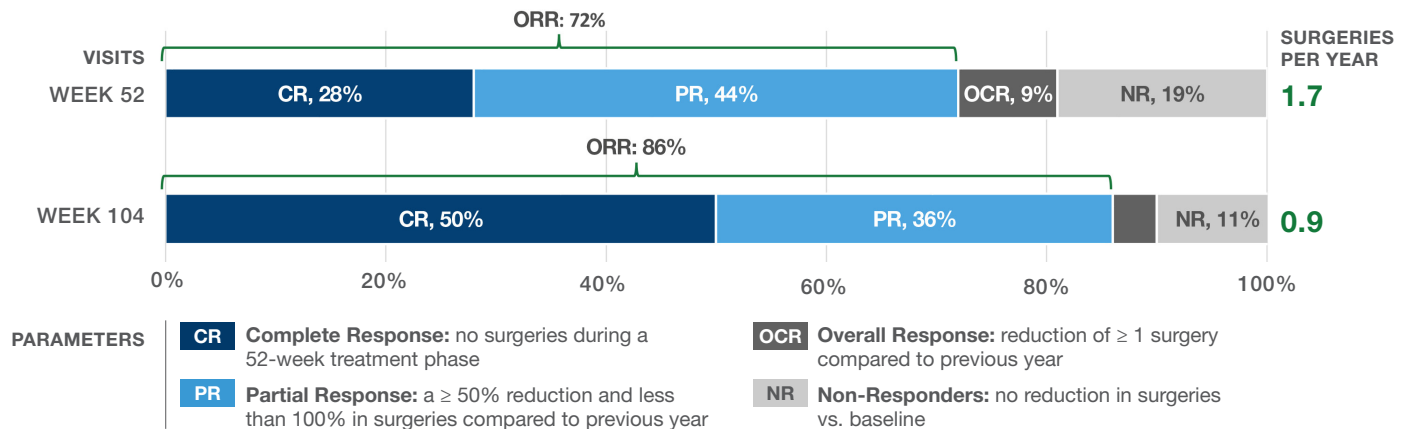 ORR: 72%
VISITS
SURGERIES
PER YEAR
WEEK 52
CR, 28%
PR, 44%
OCR, 9%
NR, 19%
1.7
ORR: 86%
WEEK 104
CR, 50%
PR, 36%
NR, 11%
0.9
0%
20%
40%
60%
80%
100%
PARAMETERS
CR
Complete Response: no surgeries during a
52-week treatment phase
PR
Partial Response: a ≥ 50% reduction and less
than 100% in surgeries compared to previous year
OCR
Overall Response: reduction of ≥ 1 surgery
compared to previous year
NR
Non-Responders: no reduction in surgeries
vs. baseline